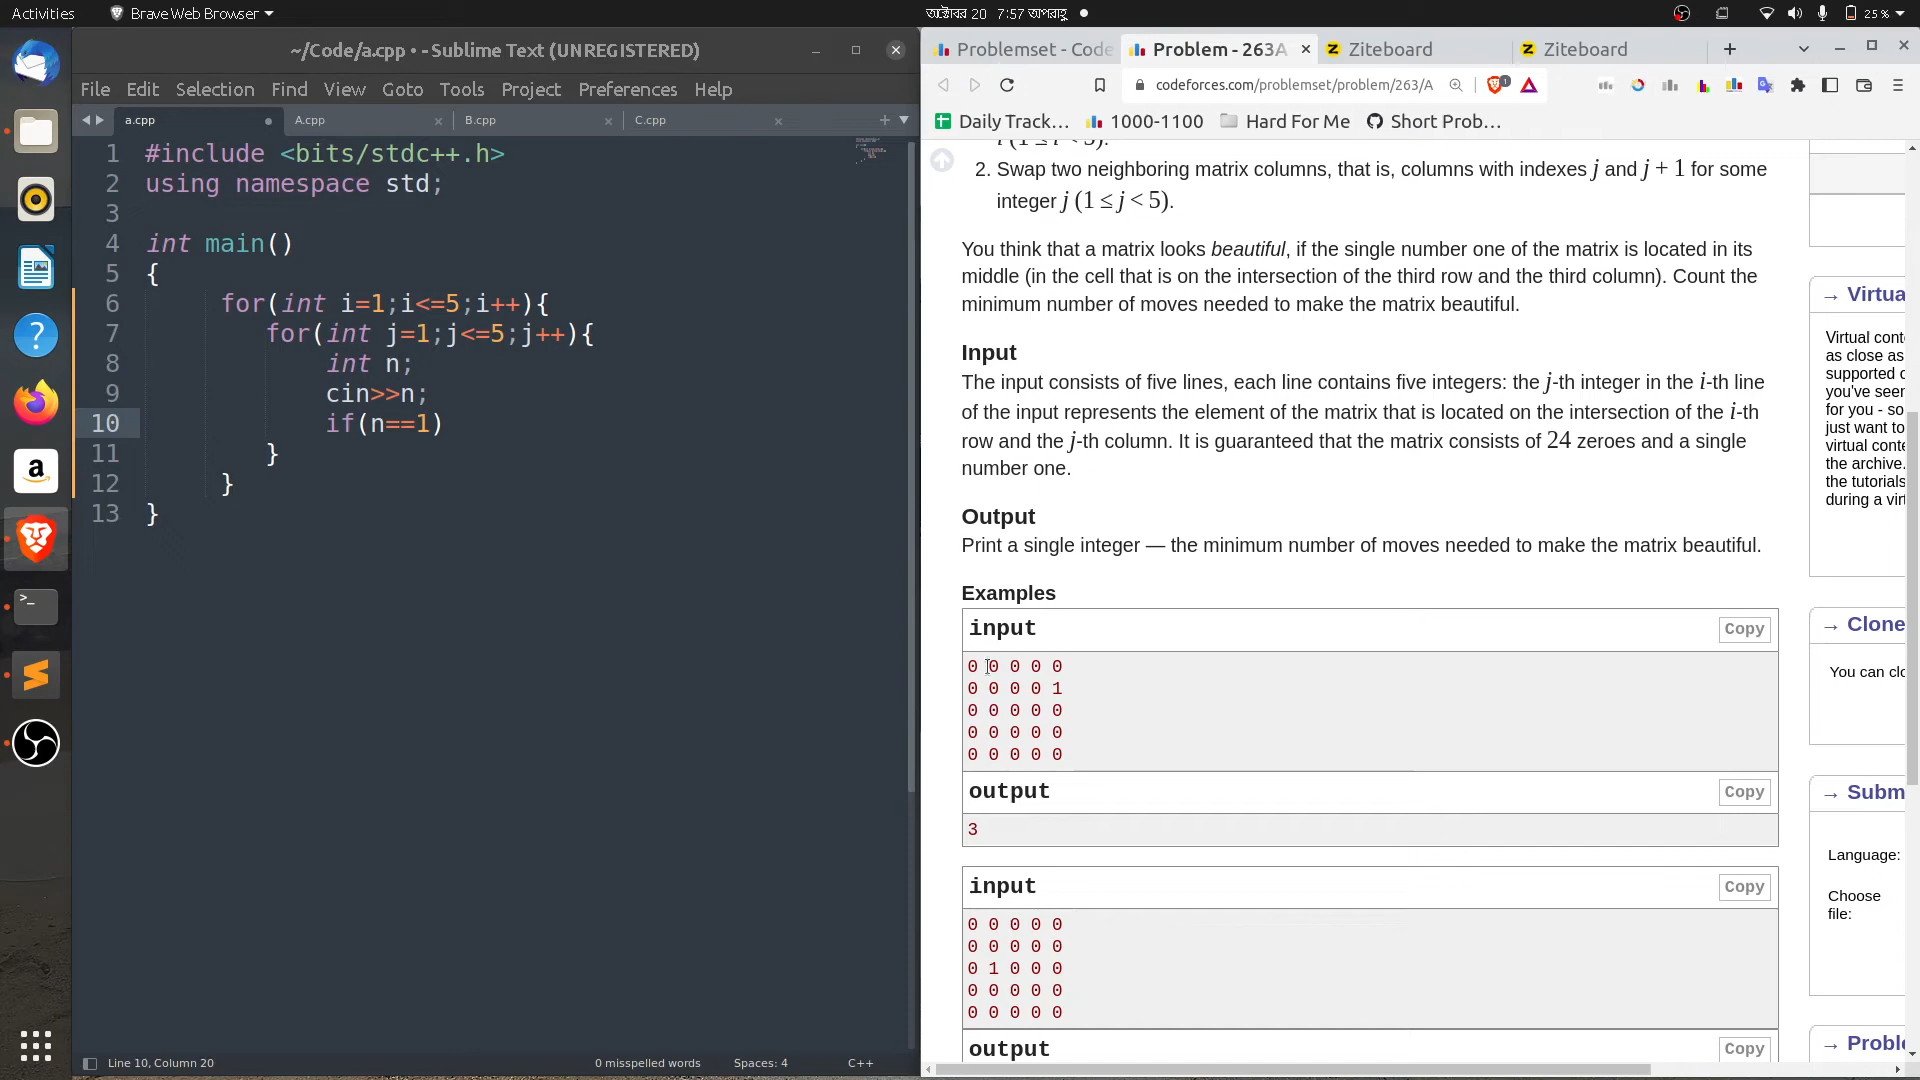 Activities
Brave Web Browser
অক্টোবর 20 7:57 অপরাহ্ণ
25 %
~/Code/a.cpp • - Sublime Text (UNREGISTERED)
File Edit Selection Find View Goto Tools Project Preferences Help
a.cpp
A.cpp
B.cpp
C.cpp
1 #include <bits/stdc++.h>
2 using namespace std;
3
4 int main()
5 {
6 for(int i=1;i<=5;i++){
7 for(int j=1;j<=5;j++){
8 int n;
9 cin>>n;
10 if(n==1)
11 }
12 }
13 }
Line 10, Column 20
0 misspelled words
Spaces: 4
C++
Problemset - Code
Problem - 263A
Ziteboard
Ziteboard
codeforces.com/problemset/problem/263/A
1
Daily Track...
1000-1100
Hard For Me
Short Prob...
2. Swap two neighboring matrix columns, that is, columns with indexes j and j + 1 for some
integer j (1 ≤ j < 5).
You think that a matrix looks beautiful, if the single number one of the matrix is located in its
middle (in the cell that is on the intersection of the third row and the third column). Count the
minimum number of moves needed to make the matrix beautiful.
Input
The input consists of five lines, each line contains five integers: the j-th integer in the i-th line
of the input represents the element of the matrix that is located on the intersection of the i-th
row and the j-th column. It is guaranteed that the matrix consists of 24 zeroes and a single
number one.
Output
Print a single integer — the minimum number of moves needed to make the matrix beautiful.
Examples
input
Copy
0 0 0 0 0
0 0 0 0 1
0 0 0 0 0
0 0 0 0 0
0 0 0 0 0
output
Copy
3
input
Copy
0 0 0 0 0
0 0 0 0 0
0 1 0 0 0
0 0 0 0 0
0 0 0 0 0
output
Copy
→ Virtua
Virtual conte
as close as
supported o
you've seen
for you - so
just want to
virtual conte
the archive.
the tutorials
during a virt
→ Clone
You can clo
→ Subm
Language:
Choose
file:
→ Proble